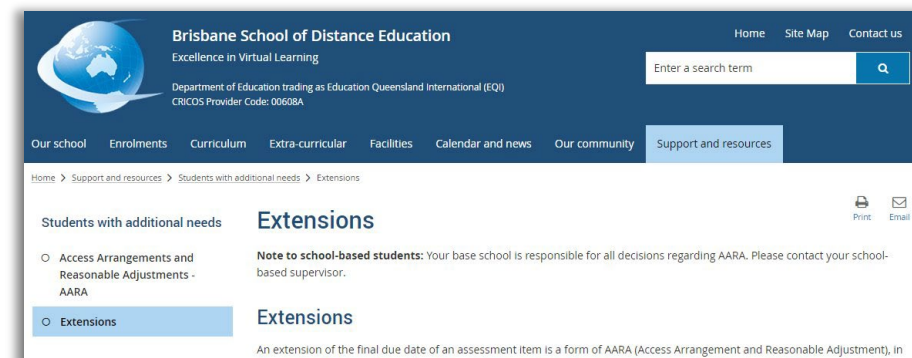 Brisbane School of Distance Education
Excellence in Virtual Learning
Department of Education trading as Education Queensland International (EQI)
CRICOS Provider Code: 00608A
Home Site Map Contact us
Enter a search term
Our school Enrolments Curriculum Extra-curricular Facilities Calendar and news Our community Support and resources
Home > Support and resources > Students with additional needs > Extensions
Print Email
Students with additional needs
Access Arrangements and
Reasonable Adjustments -
AARA
Extensions
Extensions
Note to school-based students: Your base school is responsible for all decisions regarding AARA. Please contact your school-
based supervisor.
Extensions
An extension of the final due date of an assessment item is a form of AARA (Access Arrangement and Reasonable Adjustment), in